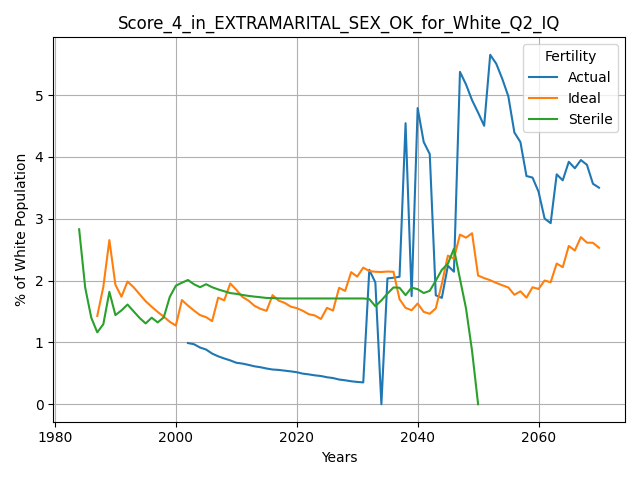 Score_4_in_EXTRAMARITAL_SEX_OK_for_White_Q2_IQ
Fertility
Actual
Ideal
Sterile
% of White Population
5
4
3
2
1
0
1980 2000 2020 2040 2060
Years